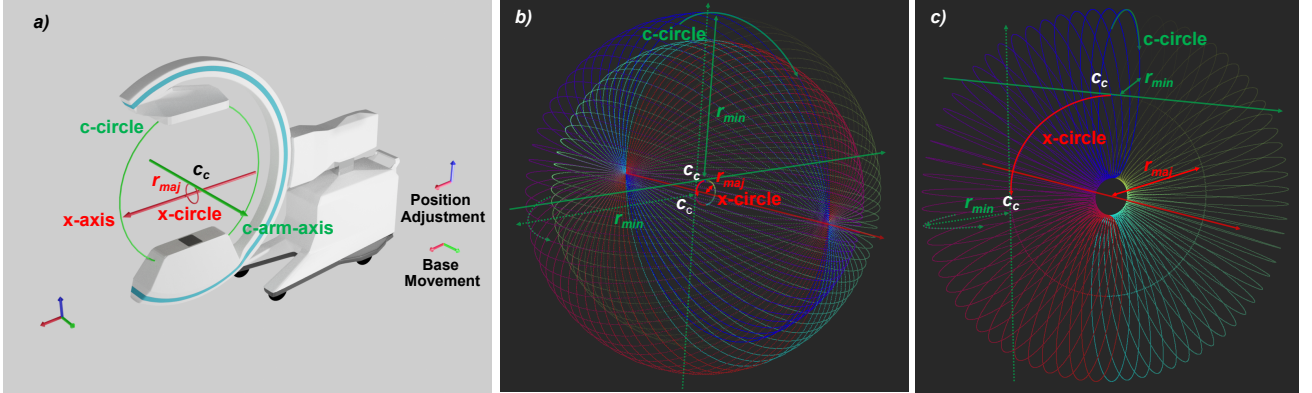 a)
c-circle
c_c
r_maj
x-axis
x-circle
c-arm-axis
Position
Adjustment
Base
Movement
b)
c-circle
r_min
c_c
r_maj
x-circle
c_c
r_min
c)
c-circle
c_c
r_min
x-circle
r_maj
r_min
c_c